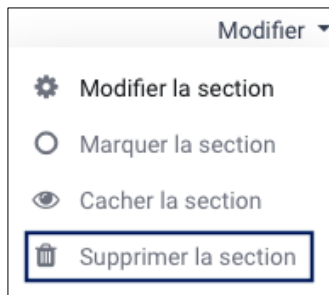 Modifier
Modifier la section
Marquer la section
Cacher la section
Supprimer la section